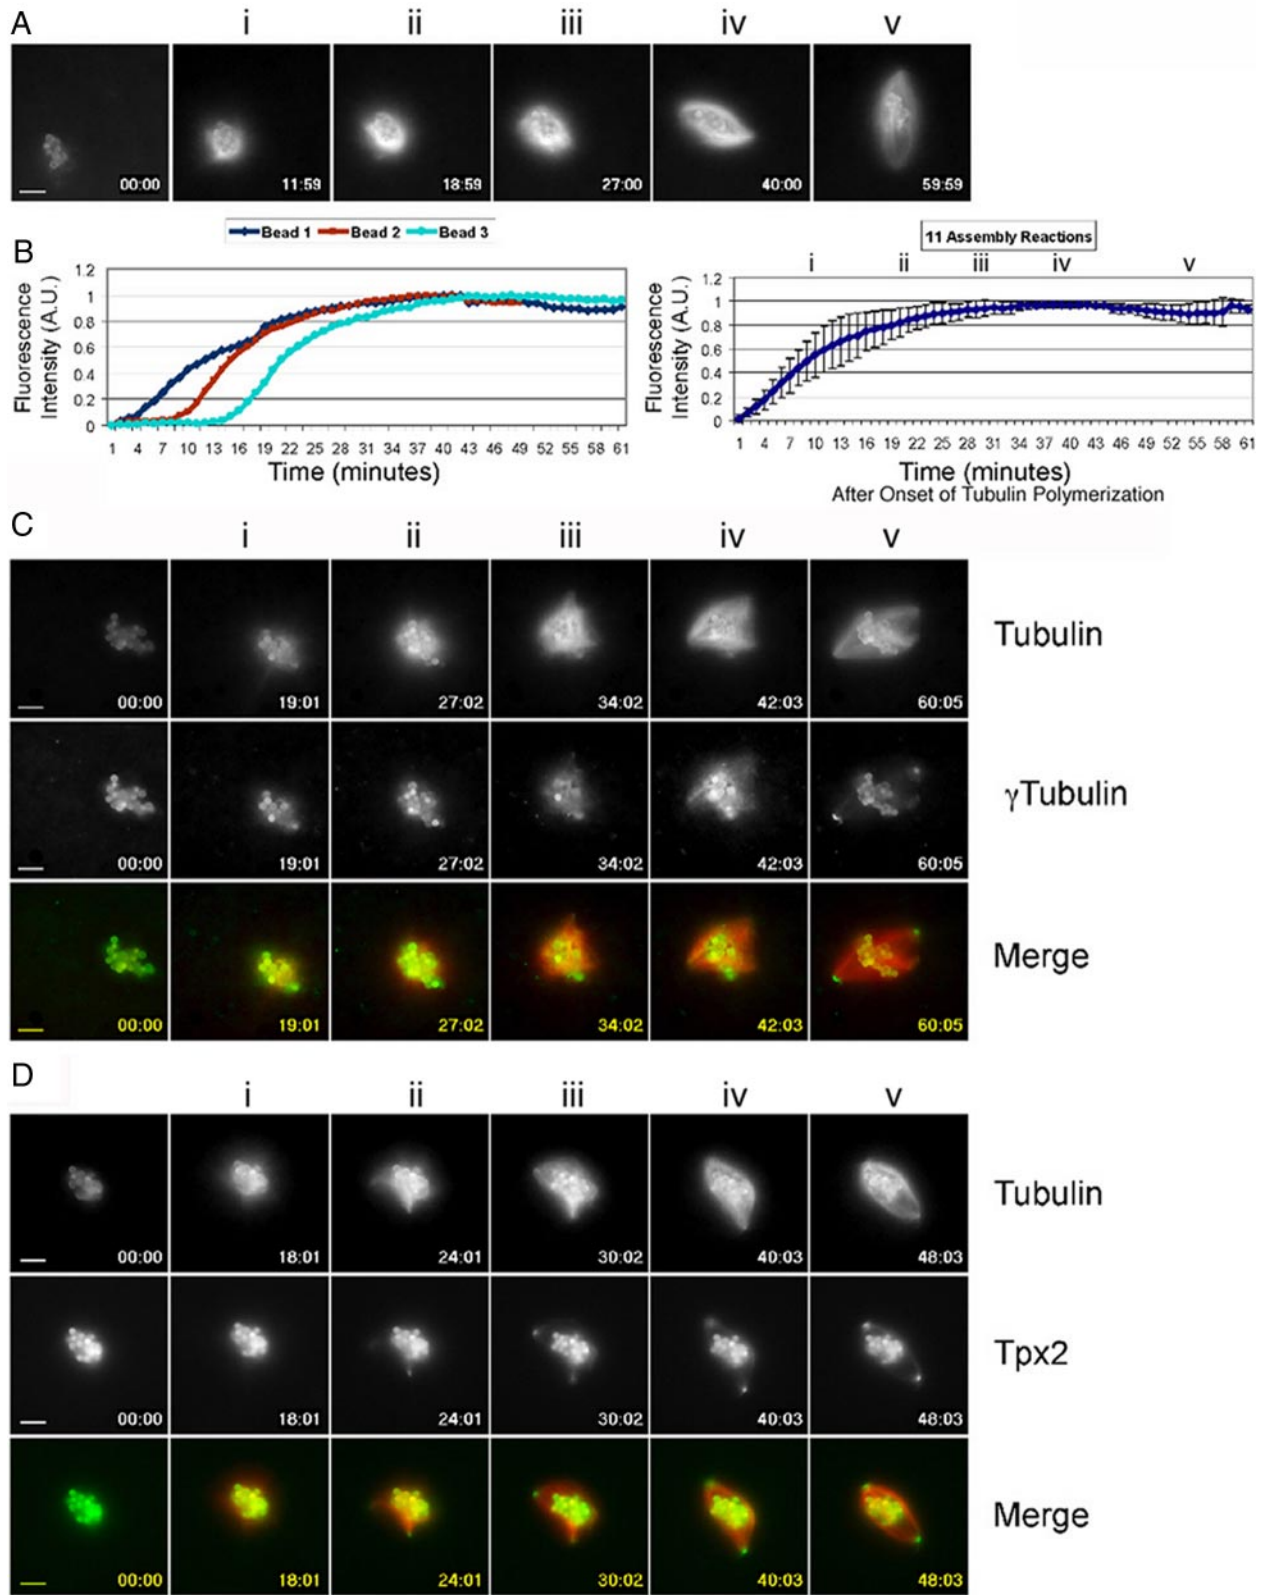 A
i ii iii iv v
00:00 11:59 18:59 27:00 40:00 59:59
B
Bead 1 Bead 2 Bead 3
Fluorescence
Intensity (A.U.)
1.2
1
0.8
0.6
0.4
0.2
0
1 4 7 10 13 16 19 22 25 28 31 34 37 40 43 46 49 52 55 58 61
Time (minutes)
11 Assembly Reactions
i ii iii iv v
Fluorescence
Intensity (A.U.)
1.2
1
0.8
0.6
0.4
0.2
0
1 4 7 10 13 16 19 22 25 28 31 34 37 40 43 46 49 52 55 58 61
Time (minutes)
After Onset of Tubulin Polymerization
C
i ii iii iv v
00:00 19:01 27:02 34:02 42:03 60:05
Tubulin
00:00 19:01 27:02 34:02 42:03 60:05
γTubulin
00:00 19:01 27:02 34:02 42:03 60:05
Merge
D
i ii iii iv v
00:00 18:01 24:01 30:02 40:03 48:03
Tubulin
00:00 18:01 24:01 30:02 40:03 48:03
Tpx2
00:00 18:01 24:01 30:02 40:03 48:03
Merge